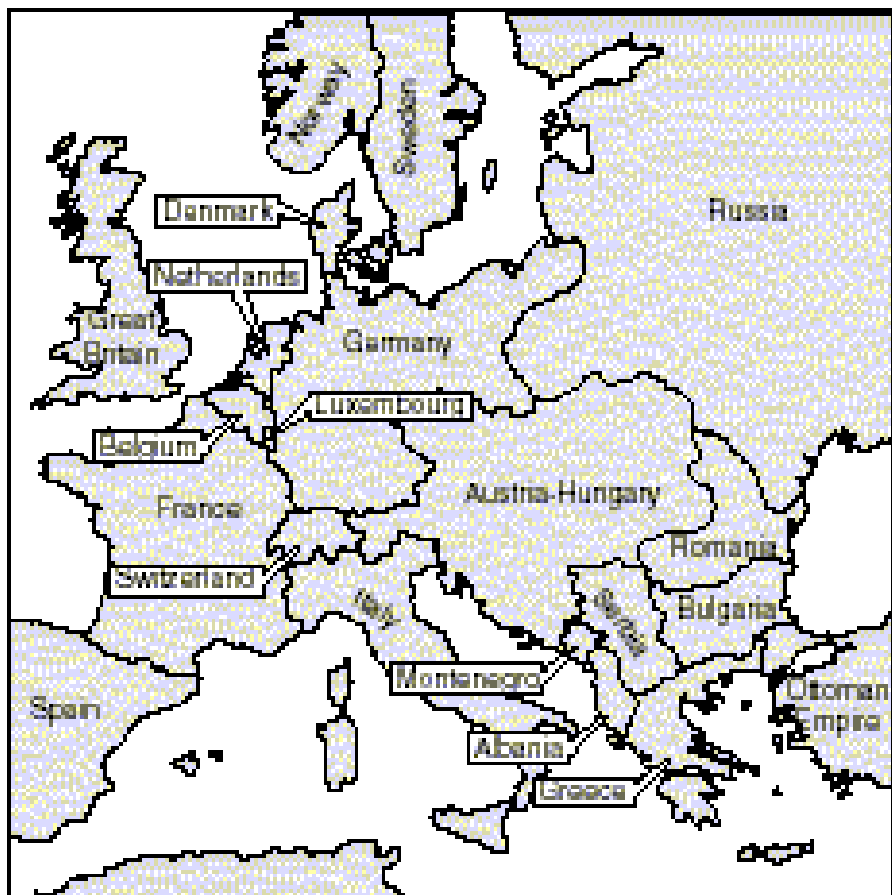 Norway
Sweden
Denmark
Russia
Netherlands
Great
Britain
Germany
Luxembourg
Belgium
Austria-Hungary
France
Romania
Switzerland
Italy
Serbia
Bulgaria
Montenegro
Spain
Ottoman
Empire
Albania
Greece